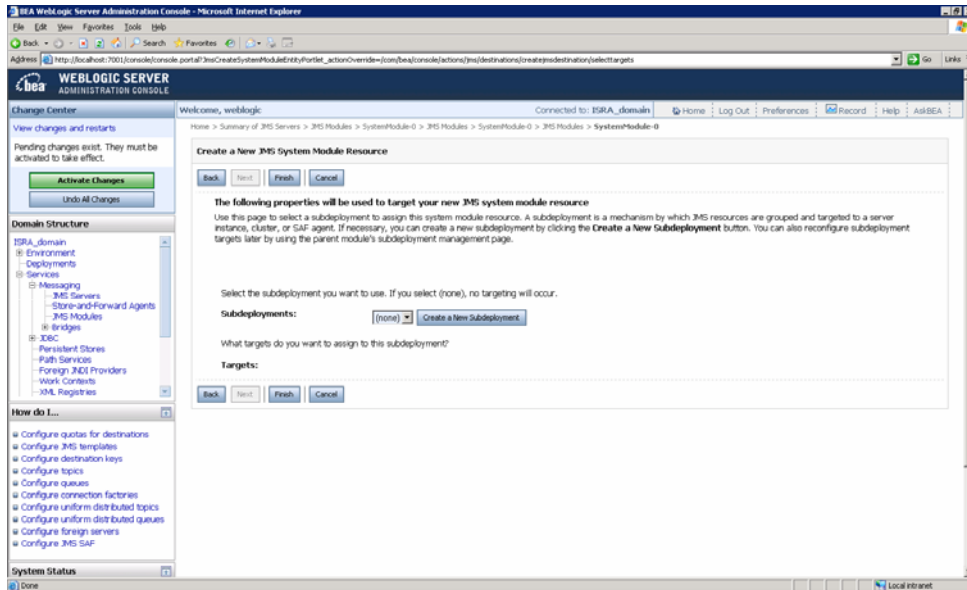 BEA WebLogic Server Administration Console - Microsoft Internet Explorer
File Edit View Favorites Tools Help
Back Search Favorites
Address http://localhost:7001/console/console.portal?JmsCreateSystemModuleEntityPortlet_actionOverride=/com/bea/console/actions/jms/destinations/createjmsdestination/selecttargets Go Links
bea WEBLOGIC SERVER
ADMINISTRATION CONSOLE
Change Center
View changes and restarts
Pending changes exist. They must be
activated to take effect.
Activate Changes
Undo All Changes
Domain Structure
ISRA_domain
Environment
Deployments
Services
Messaging
JMS Servers
Store-and-Forward Agents
JMS Modules
Bridges
JDBC
Persistent Stores
Path Services
Foreign JNDI Providers
Work Contexts
XML Registries
How do I...
Configure quotas for destinations
Configure JMS templates
Configure destination keys
Configure topics
Configure queues
Configure connection factories
Configure uniform distributed topics
Configure uniform distributed queues
Configure foreign servers
Configure JMS SAF
System Status
Welcome, weblogic Connected to: ISRA_domain Home Log Out Preferences Record Help AskBEA
Home > Summary of JMS Servers > JMS Modules > SystemModule-0 > JMS Modules > SystemModule-0 > JMS Modules > SystemModule-0
Create a New JMS System Module Resource
Back Next Finish Cancel
The following properties will be used to target your new JMS system module resource
Use this page to select a subdeployment to assign this system module resource. A subdeployment is a mechanism by which JMS resources are grouped and targeted to a server
instance, cluster, or SAF agent. If necessary, you can create a new subdeployment by clicking the Create a New Subdeployment button. You can also reconfigure subdeployment
targets later by using the parent module's subdeployment management page.
Select the subdeployment you want to use. If you select (none), no targeting will occur.
Subdeployments: (none) Create a New Subdeployment
What targets do you want to assign to this subdeployment?
Targets:
Back Next Finish Cancel
Done Local intranet